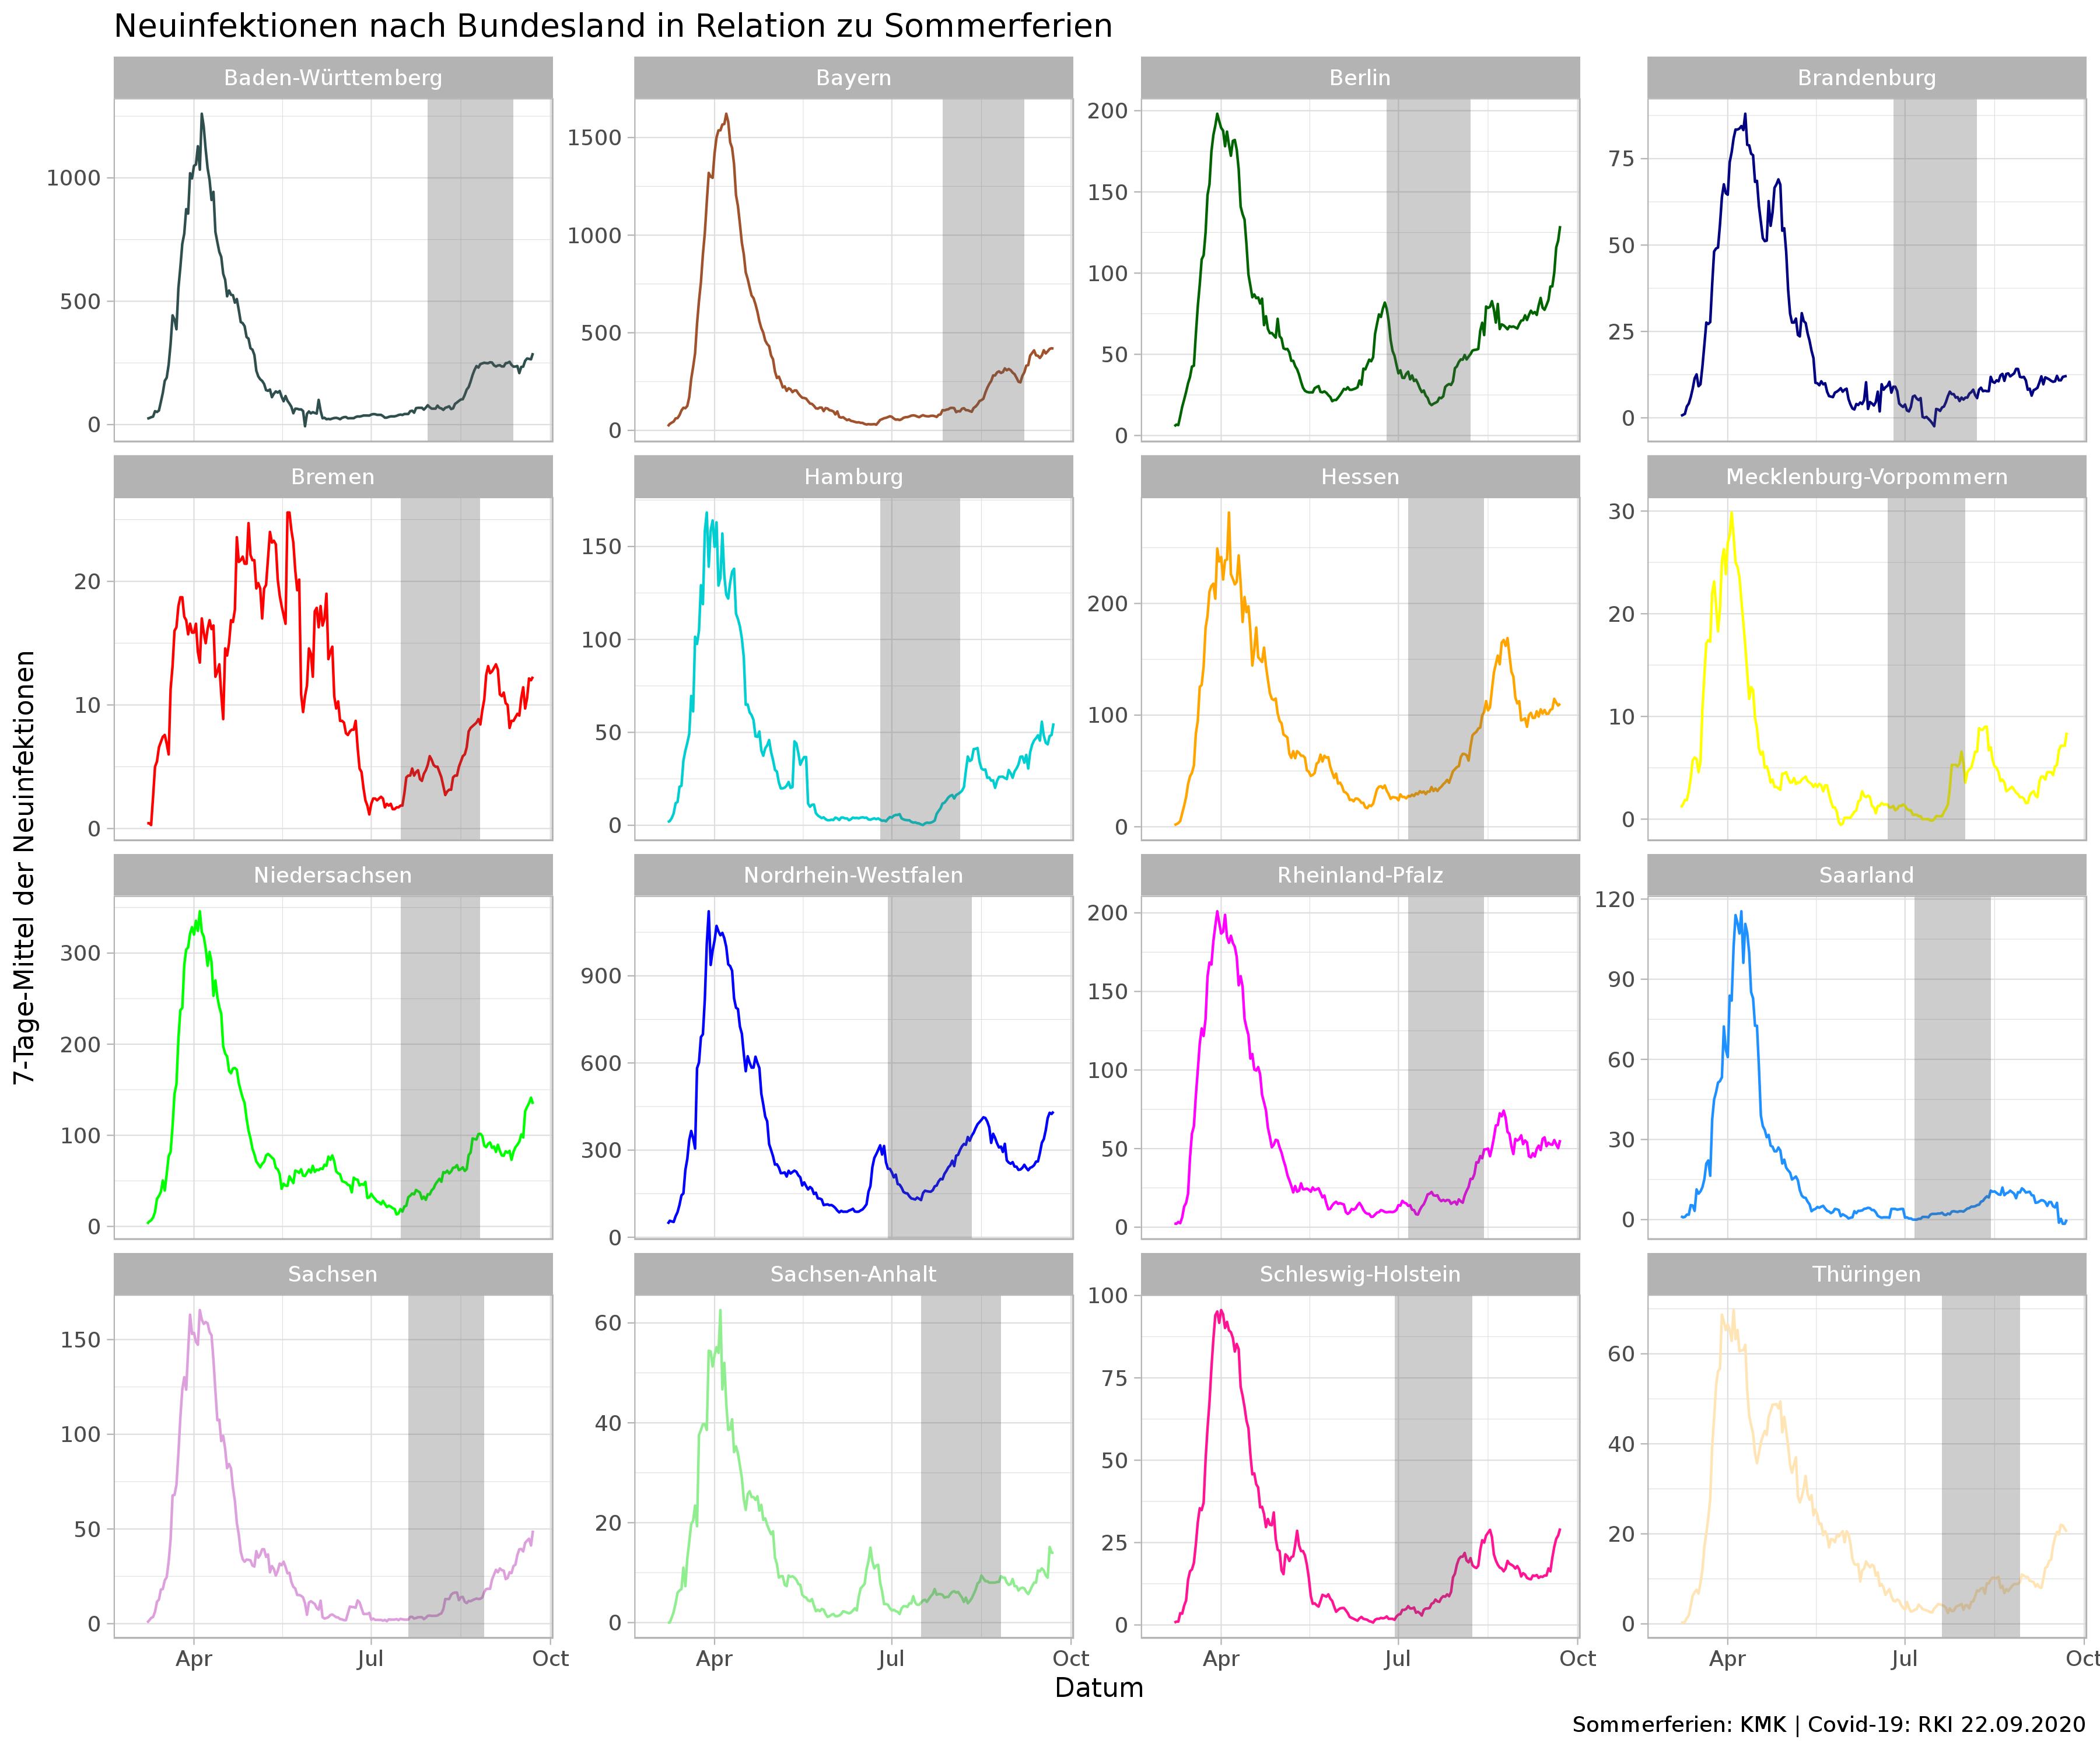 Neuinfektionen nach Bundesland in Relation zu Sommerferien
Baden-Württemberg
Bayern
Berlin
Brandenburg
1000
500
0
1500
1000
500
0
200
150
100
50
0
75
50
25
0
Bremen
Hamburg
Hessen
Mecklenburg-Vorpommern
20
10
0
150
100
50
0
200
100
0
30
20
10
0
7-Tage-Mittel der Neuinfektionen
Niedersachsen
Nordrhein-Westfalen
Rheinland-Pfalz
Saarland
300
200
100
0
900
600
300
0
200
150
100
50
0
120
90
60
30
0
Sachsen
Sachsen-Anhalt
Schleswig-Holstein
Thüringen
150
100
50
0
60
40
20
0
100
75
50
25
0
60
40
20
0
Apr Jul Oct
Apr Jul Oct
Apr Jul Oct
Apr Jul Oct
Datum
Sommerferien: KMK | Covid-19: RKI 22.09.2020